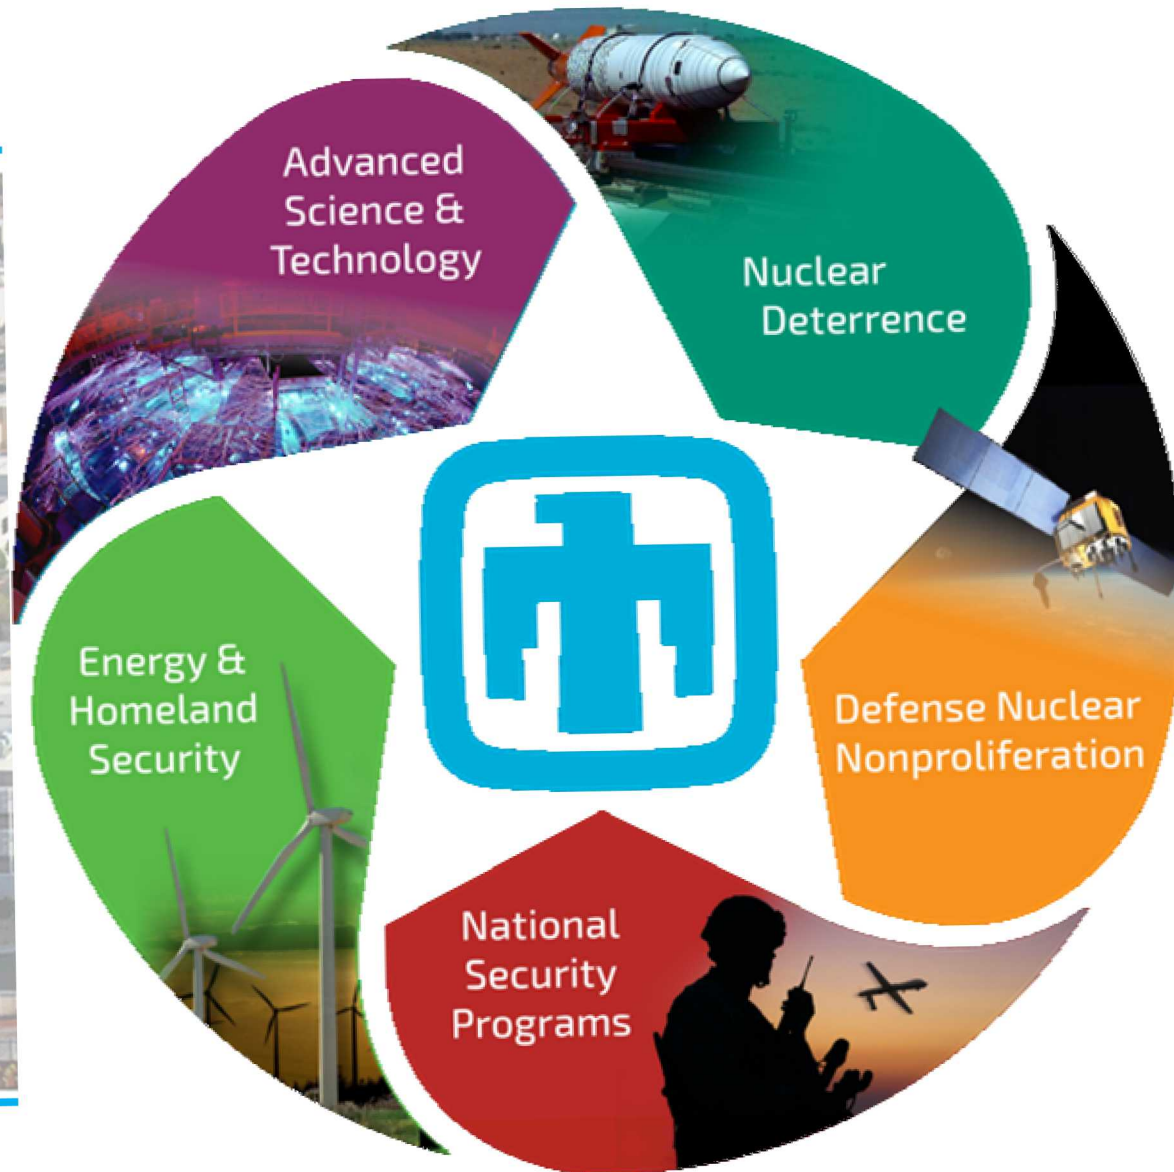 Advanced
Science &
Technology
Nuclear
Deterrence
Defense Nuclear
Nonproliferation
National
Security
Programs
Energy &
Homeland
Security